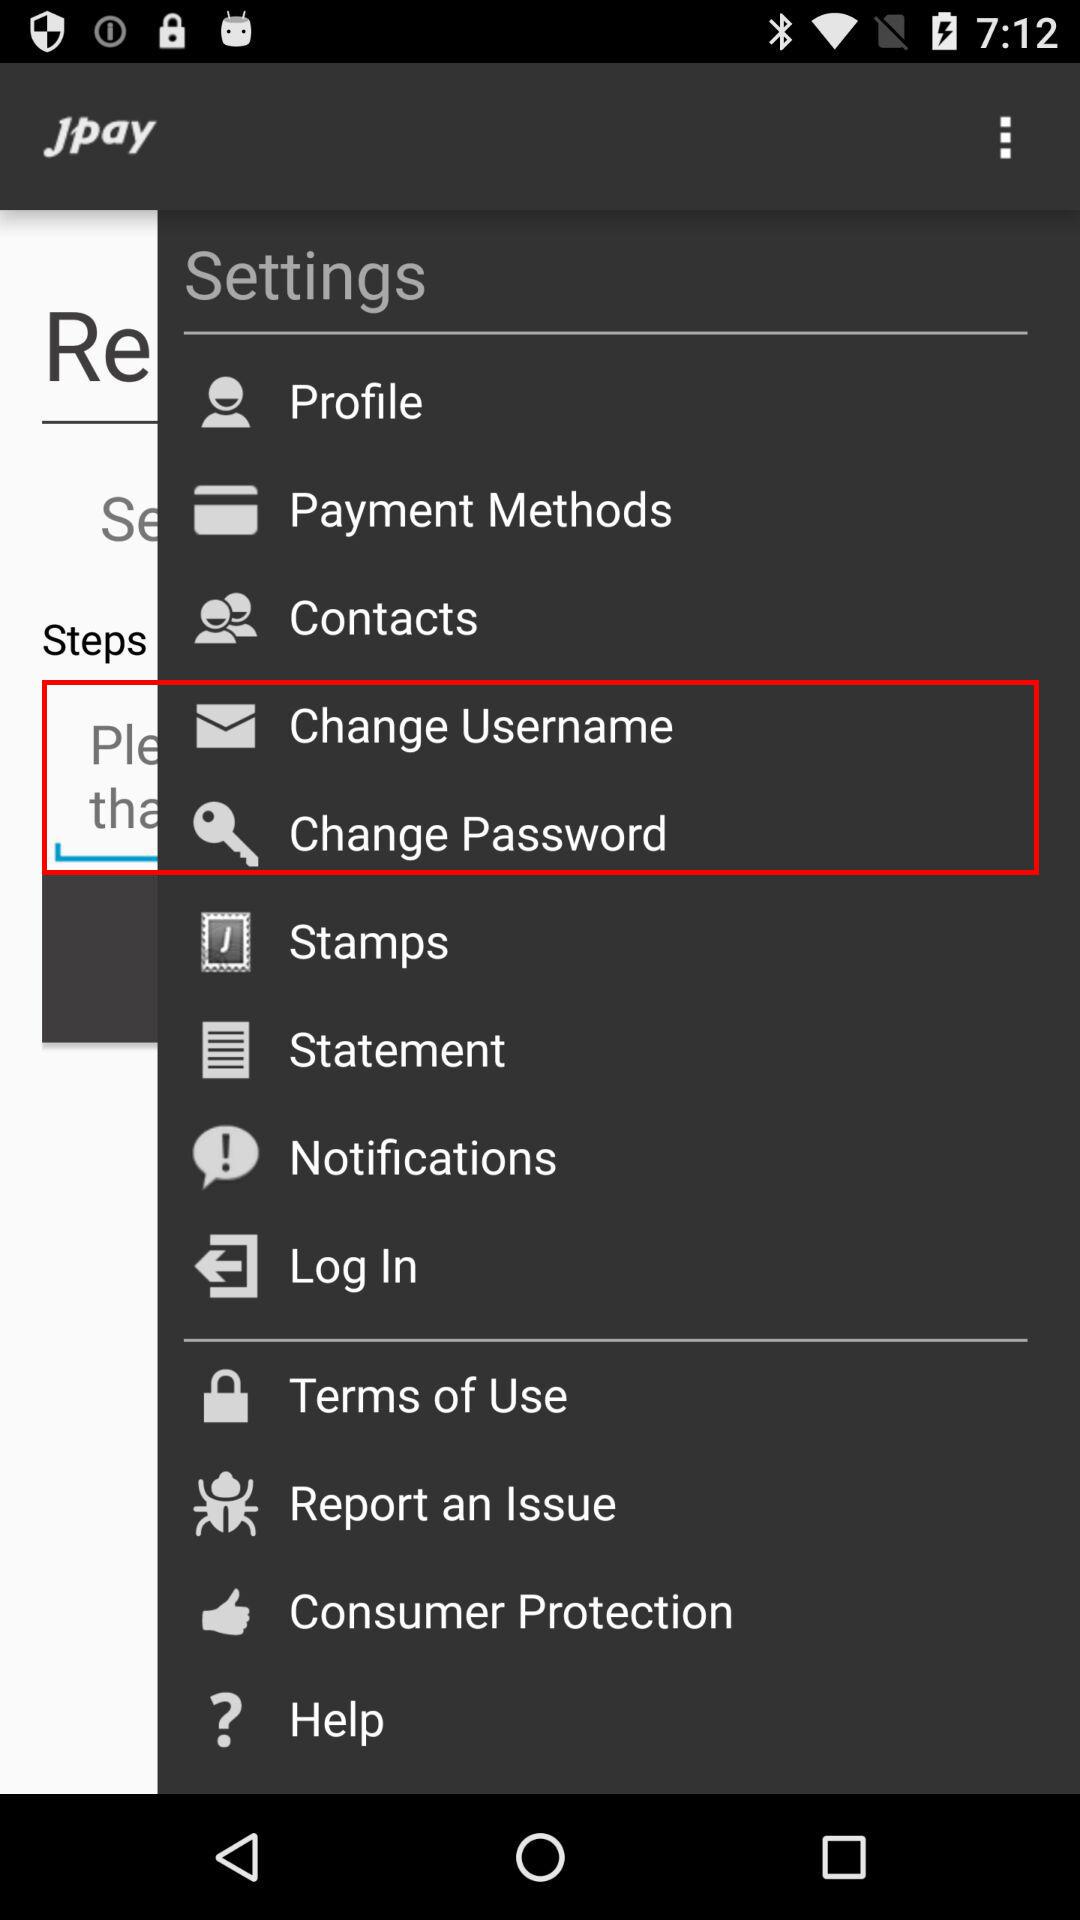 7:12
Jpay
Settings
Re
Profile
Se
Payment Methods
Steps
Contacts
Ple
tha
Change Username
Change Password
Stamps
Statement
Notifications
Log In
Terms of Use
Report an Issue
Consumer Protection
Help